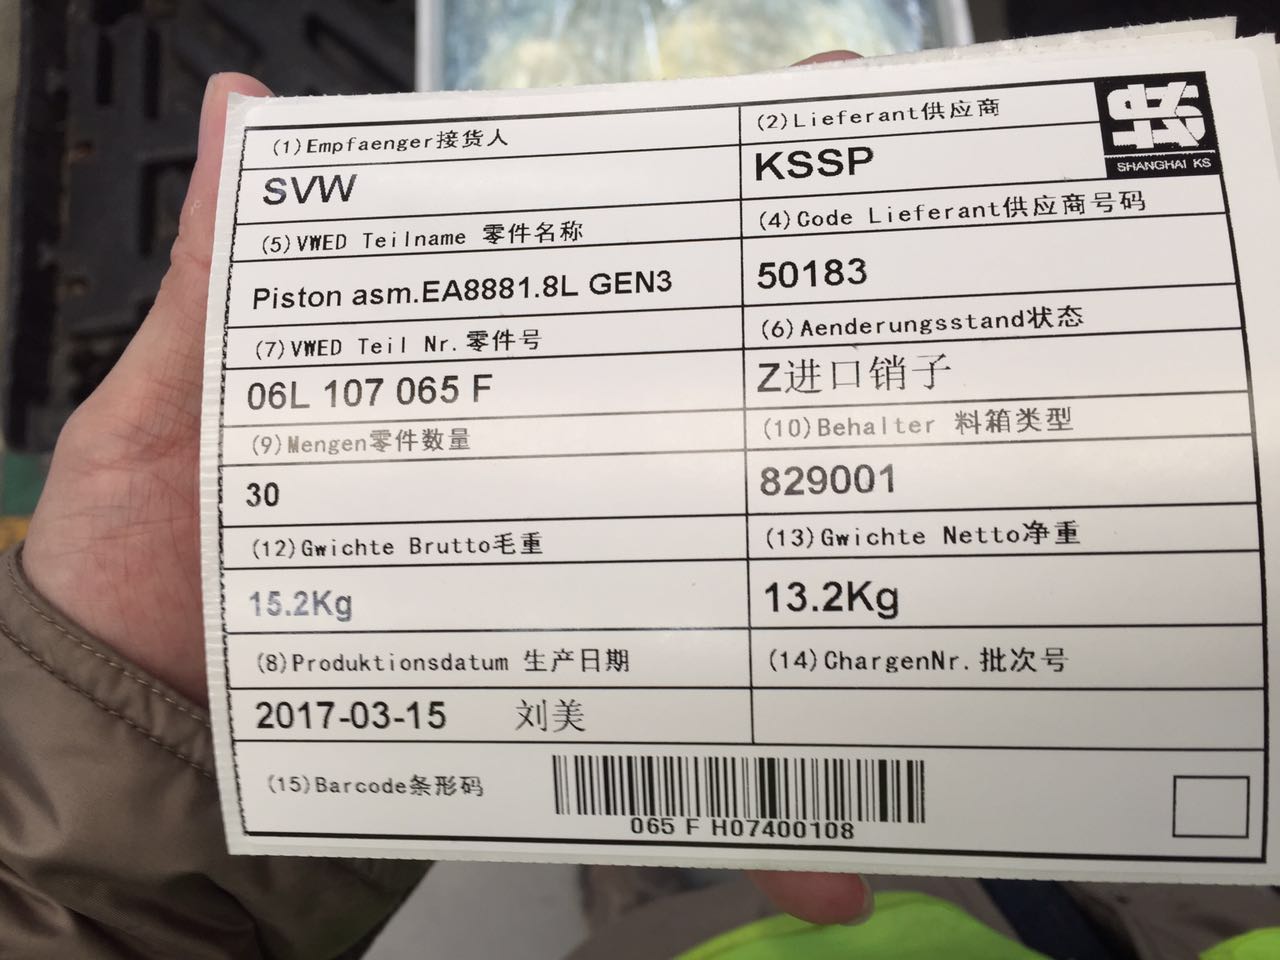 (1)Empfaenger接货人
(2)Lieferant供应商
SVW
KSSP
SHANGHAI KS
(5)VWED Teilname 零件名称
(4)Code Lieferant供应商号码
Piston asm.EA8881.8L GEN3
50183
(7)VWED Teil Nr.零件号
(6)Aenderungsstand状态
06L 107 065 F
Z进口销子
(9)Mengen零件数量
(10)Behalter 料箱类型
30
829001
(12)Gwichte Brutto毛重
(13)Gwichte Netto净重
15.2Kg
13.2Kg
(8)Produktionsdatum 生产日期
(14)ChargenNr.批次号
2017-03-15 刘美
(15)Barcode条形码
065 F H07400108